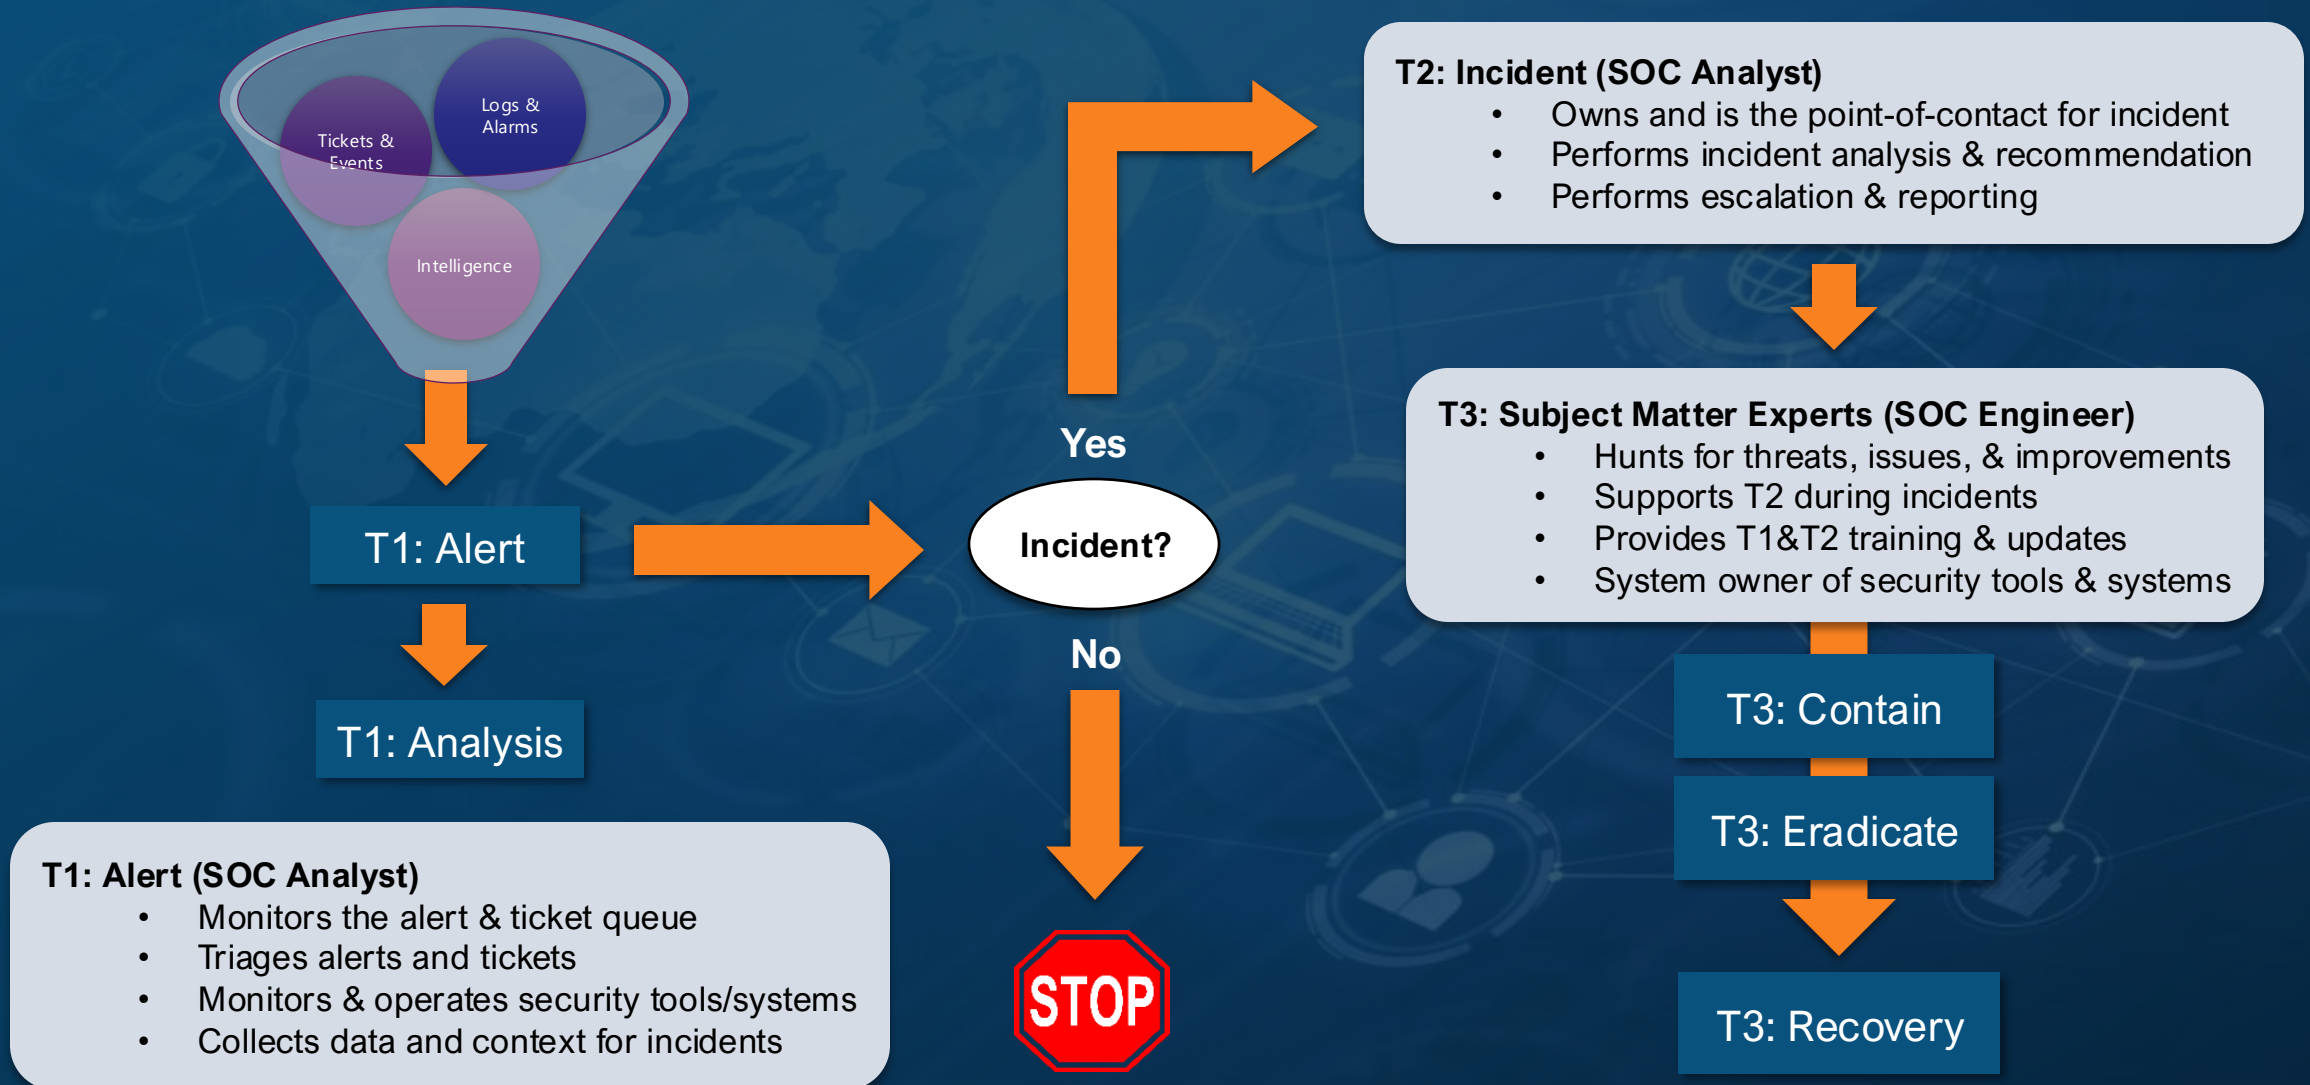 Tickets &
Events
Logs &
Alarms
Intelligence
T1: Alert
T1: Analysis
T1: Alert (SOC Analyst)
• Monitors the alert & ticket queue
• Triages alerts and tickets
• Monitors & operates security tools/systems
• Collects data and context for incidents
Yes
Incident?
No
STOP
T2: Incident (SOC Analyst)
• Owns and is the point-of-contact for incident
• Performs incident analysis & recommendation
• Performs escalation & reporting
T3: Subject Matter Experts (SOC Engineer)
• Hunts for threats, issues, & improvements
• Supports T2 during incidents
• Provides T1&T2 training & updates
• System owner of security tools & systems
T3: Contain
T3: Eradicate
T3: Recovery